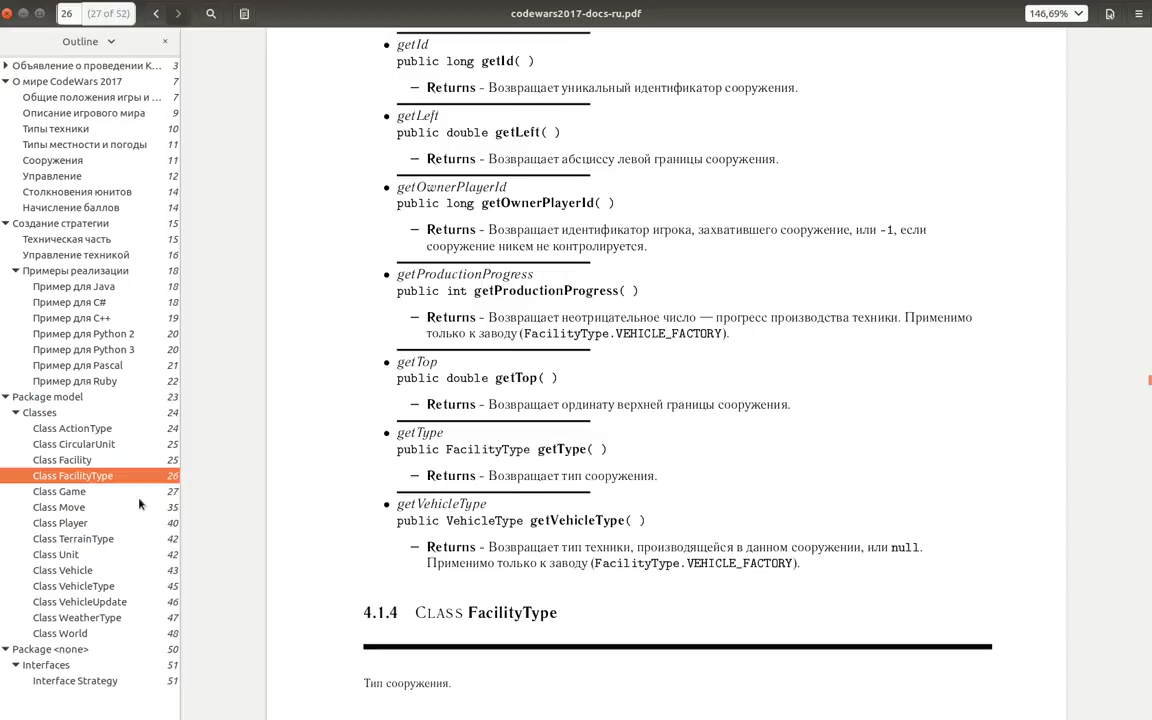 26 (27 of 52)
codewars2017-docs-ru.pdf
146,69%
Outline
Объявление о проведении К... 3
О мире CodeWars 2017 7
Общие положения игры и ... 7
Описание игрового мира 9
Типы техники 10
Типы местности и погоды 11
Сооружения 11
Управление 12
Столкновения юнитов 14
Начисление баллов 14
Создание стратегии 15
Техническая часть 15
Управление техникой 16
Примеры реализации 18
Пример для Java 18
Пример для C# 18
Пример для C++ 19
Пример для Python 2 20
Пример для Python 3 20
Пример для Pascal 21
Пример для Ruby 22
Package model 23
Classes 24
Class ActionType 24
Class CircularUnit 25
Class Facility 25
Class FacilityType 26
Class Game 27
Class Move 35
Class Player 40
Class TerrainType 42
Class Unit 42
Class Vehicle 43
Class VehicleType 45
Class VehicleUpdate 46
Class WeatherType 47
Class World 48
Package <none> 50
Interfaces 51
Interface Strategy 51
• getId
public long getId( )
– Returns - Возвращает уникальный идентификатор сооружения.
• getLeft
public double getLeft( )
– Returns - Возвращает абсциссу левой границы сооружения.
• getOwnerPlayerId
public long getOwnerPlayerId( )
– Returns - Возвращает идентификатор игрока, захватившего сооружение, или -1, если
сооружение никем не контролируется.
• getProductionProgress
public int getProductionProgress( )
– Returns - Возвращает неотрицательное число — прогресс производства техники. Применимо
только к заводу (FacilityType.VEHICLE_FACTORY).
• getTop
public double getTop( )
– Returns - Возвращает ординату верхней границы сооружения.
• getType
public FacilityType getType( )
– Returns - Возвращает тип сооружения.
• getVehicleType
public VehicleType getVehicleType( )
– Returns - Возвращает тип техники, производящейся в данном сооружении, или null.
Применимо только к заводу (FacilityType.VEHICLE_FACTORY).
4.1.4 CLASS FacilityType
Тип сооружения.